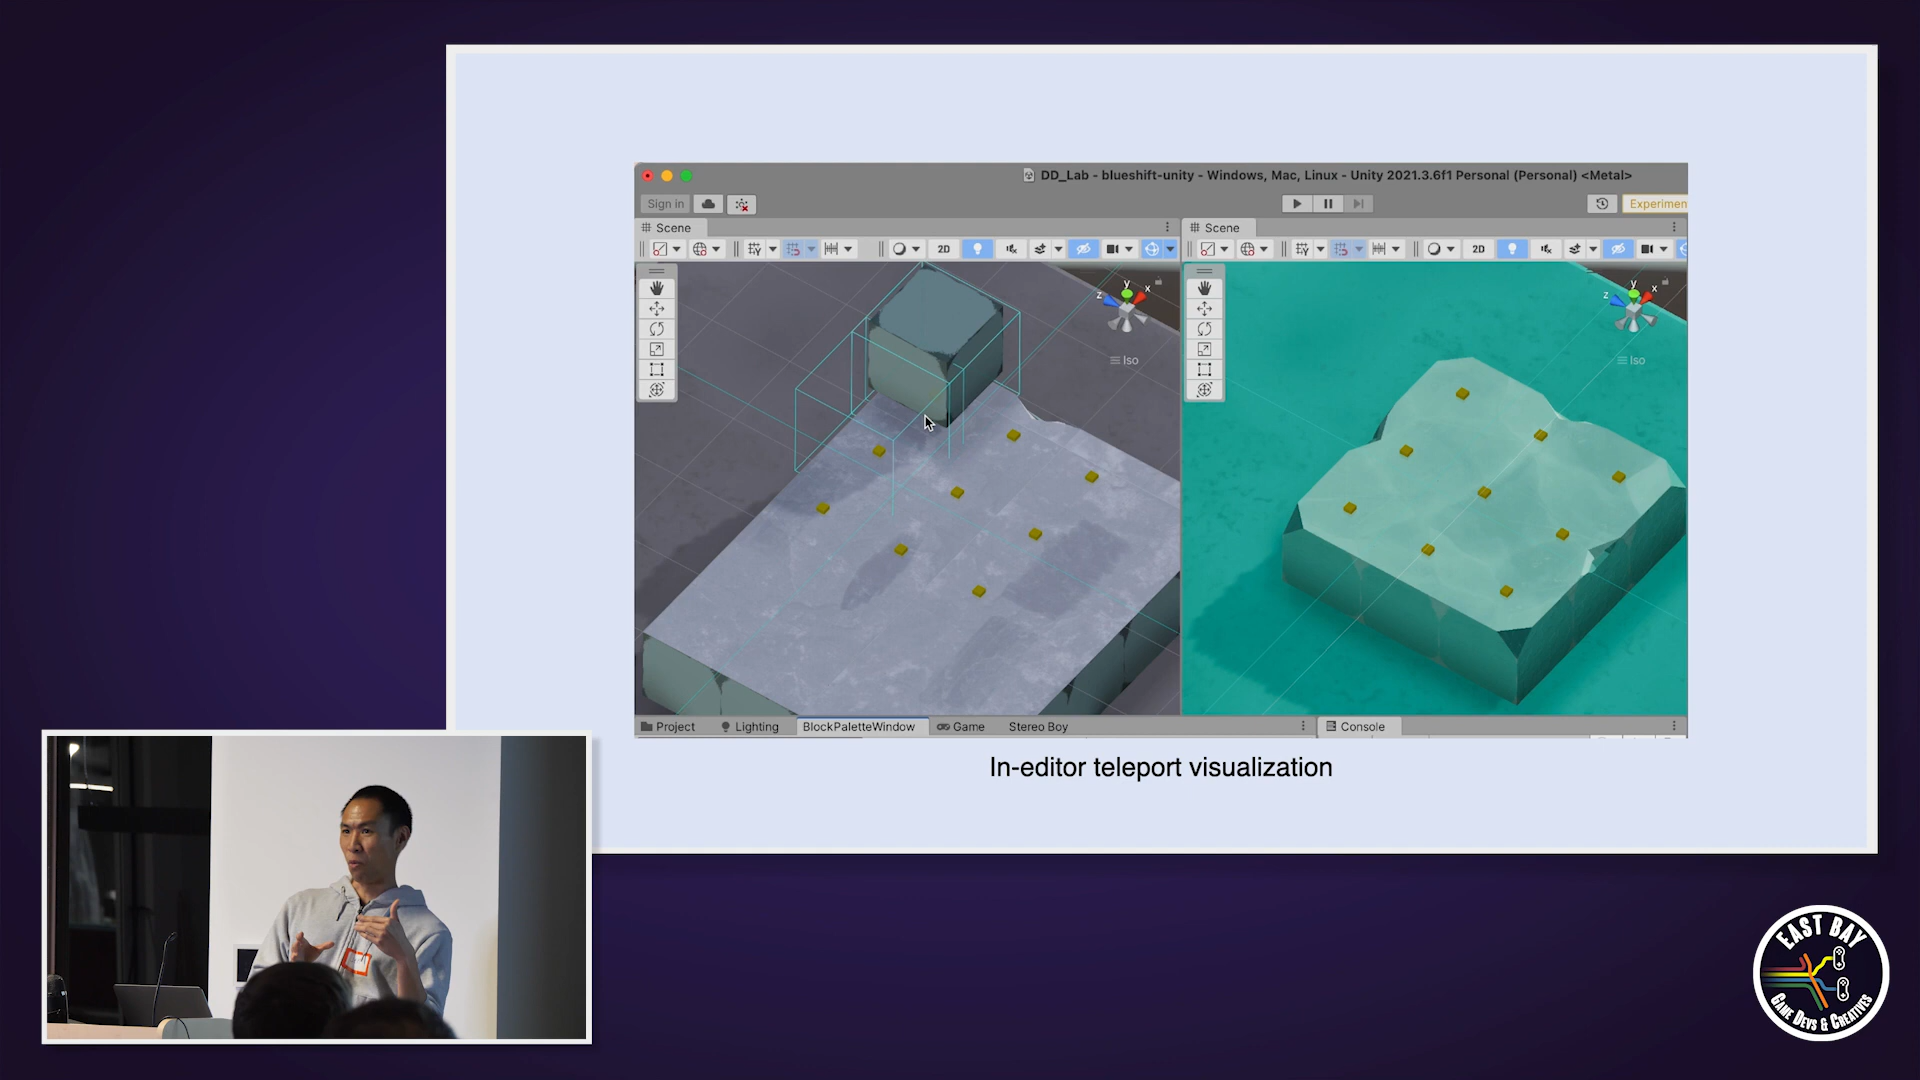 DD_Lab - blueshift-unity - Windows, Mac, Linux - Unity 2021.3.6f1 Personal (Personal) <Metal>
Sign in
Experimen
Scene
Scene
2D
2D
y
x
z
Iso
y
x
z
Iso
Project
Lighting
BlockPaletteWindow
Game
Stereo Boy
Console
In-editor teleport visualization
EAST BAY
GAME DEVS & CREATIVES